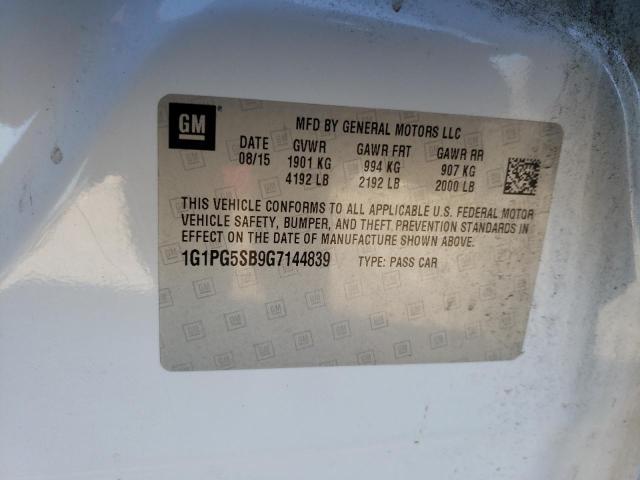 GM
MFD BY GENERAL MOTORS LLC
DATE GVWR GAWR FRT GAWR RR
08/15 1901 KG 994 KG 907 KG
4192 LB 2192 LB 2000 LB
THIS VEHICLE CONFORMS TO ALL APPLICABLE U.S. FEDERAL MOTOR
VEHICLE SAFETY, BUMPER, AND THEFT PREVENTION STANDARDS IN
EFFECT ON THE DATE OF MANUFACTURE SHOWN ABOVE.
1G1PG5SB9G7144839 TYPE: PASS CAR